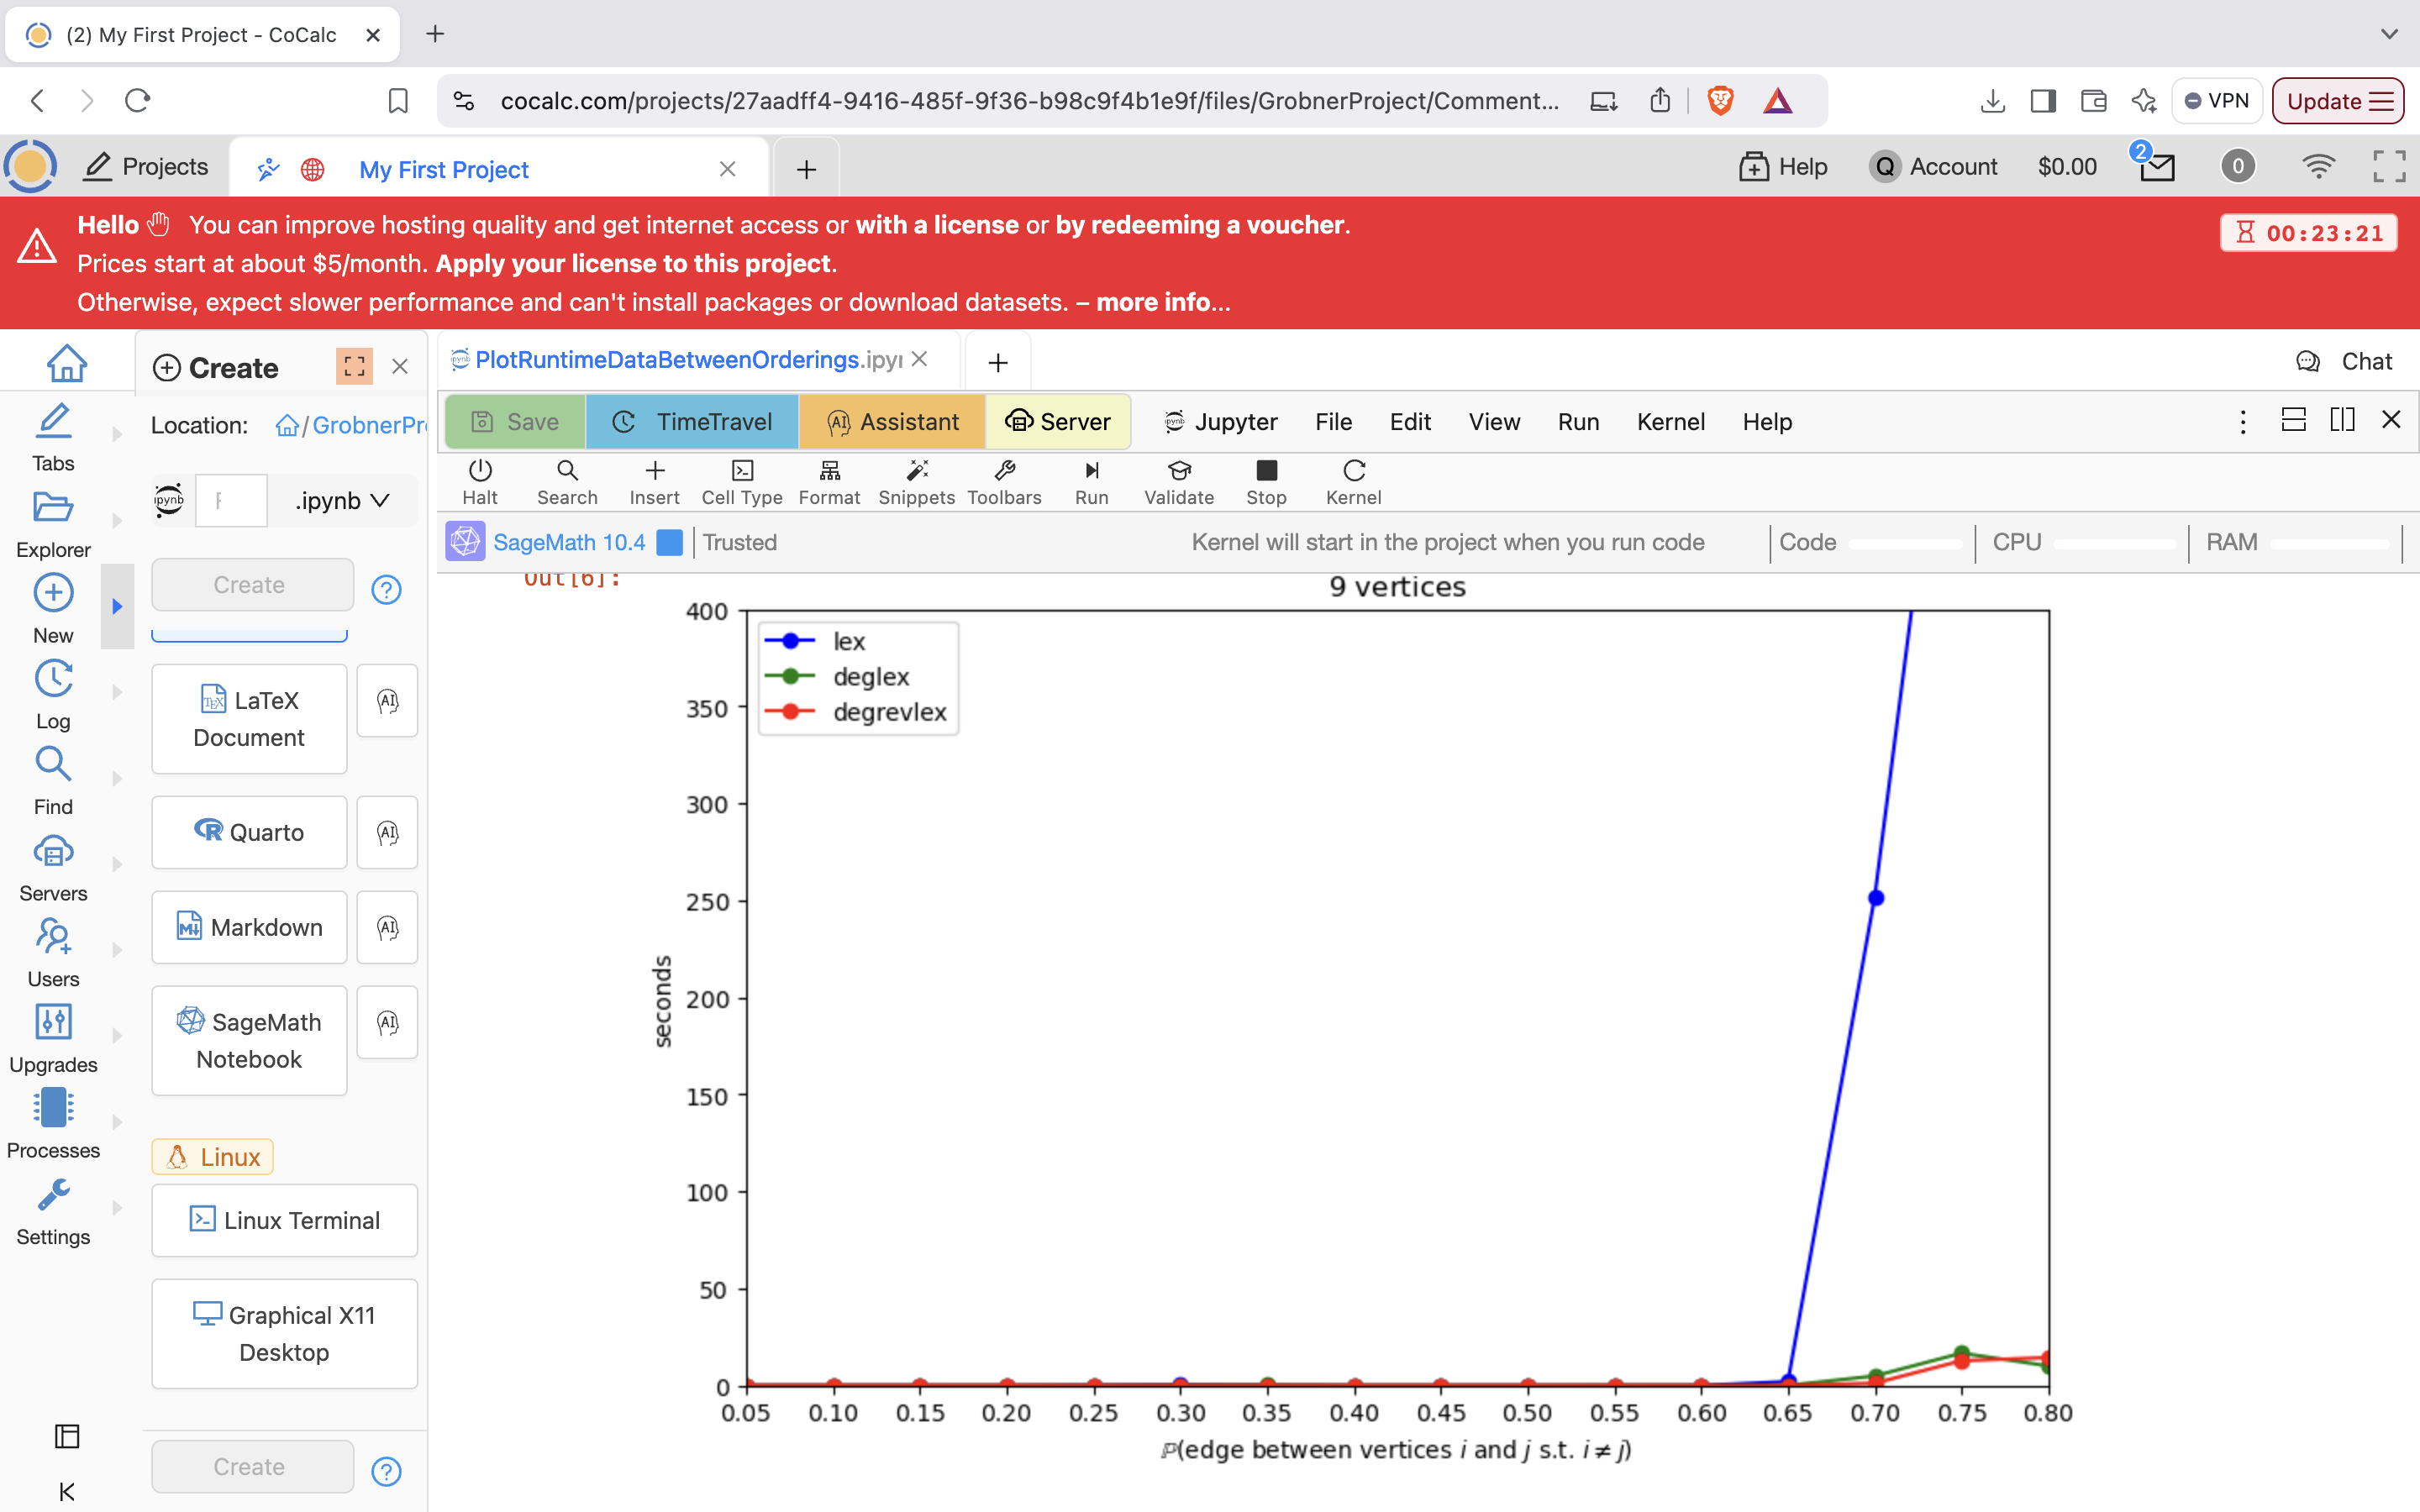 (2) My First Project - CoCalc
cocalc.com/projects/27aadff4-9416-485f-9f36-b98c9f4b1e9f/files/GrobnerProject/Comment...
VPN
Update
Projects
My First Project
Help
Q Account
$0.00
2
0
Hello You can improve hosting quality and get internet access or with a license or by redeeming a voucher.
Prices start at about $5/month. Apply your license to this project.
Otherwise, expect slower performance and can't install packages or download datasets. – more info...
00:23:21
Create
PlotRuntimeDataBetweenOrderings.ipyn
Chat
Location: /GrobnerPr
Save
TimeTravel
AI Assistant
Server
Jupyter
File
Edit
View
Run
Kernel
Help
Tabs
Explorer
New
Log
Find
Servers
Users
Upgrades
Processes
Settings
ipynb
.ipynb
Create
LaTeX Document
AI
Quarto
AI
Markdown
AI
SageMath Notebook
AI
Linux
Linux Terminal
Graphical X11 Desktop
Create
Halt
Search
Insert
Cell Type
Format
Snippets
Toolbars
Run
Validate
Stop
Kernel
SageMath 10.4
Trusted
Kernel will start in the project when you run code
Code
CPU
RAM
Out[6]:
9 vertices
lex
deglex
degrevlex
400
350
300
250
200
150
100
50
0
seconds
0.05 0.10 0.15 0.20 0.25 0.30 0.35 0.40 0.45 0.50 0.55 0.60 0.65 0.70 0.75 0.80
ℙ(edge between vertices i and j s.t. i ≠ j)